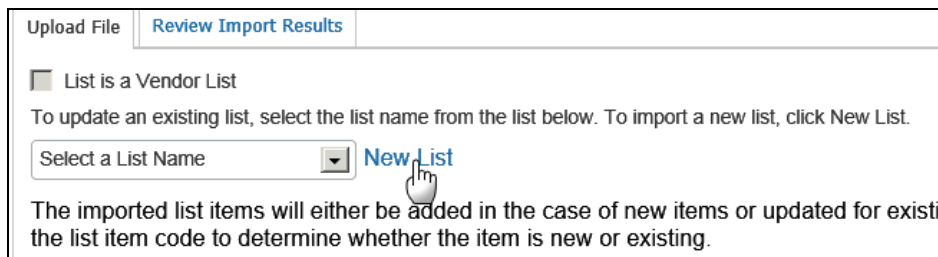 Upload File Review Import Results
List is a Vendor List
To update an existing list, select the list name from the list below. To import a new list, click New List.
Select a List Name New List
The imported list items will either be added in the case of new items or updated for existi
the list item code to determine whether the item is new or existing.